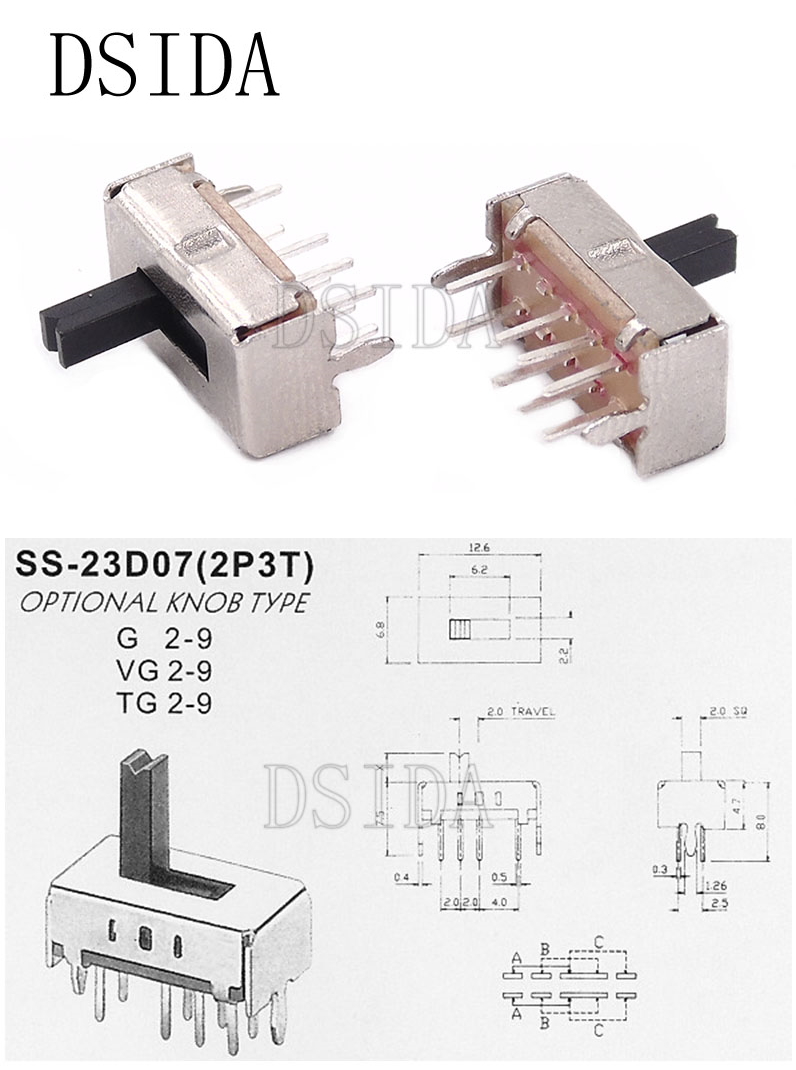 DSIDA
DSIDA
DSIDA
SS-23D07(2P3T)
OPTIONAL KNOB TYPE
G 2-9
VG 2-9
TG 2-9
12.6
6.2
6.8
2.2
2.0 TRAVEL
2.0 SQ
DSIDA
X
7.5
4.7
8.0
0.4
0.5
0.3
1.26
2.0
2.0
4.0
2.5
A
B
C
A
B
C